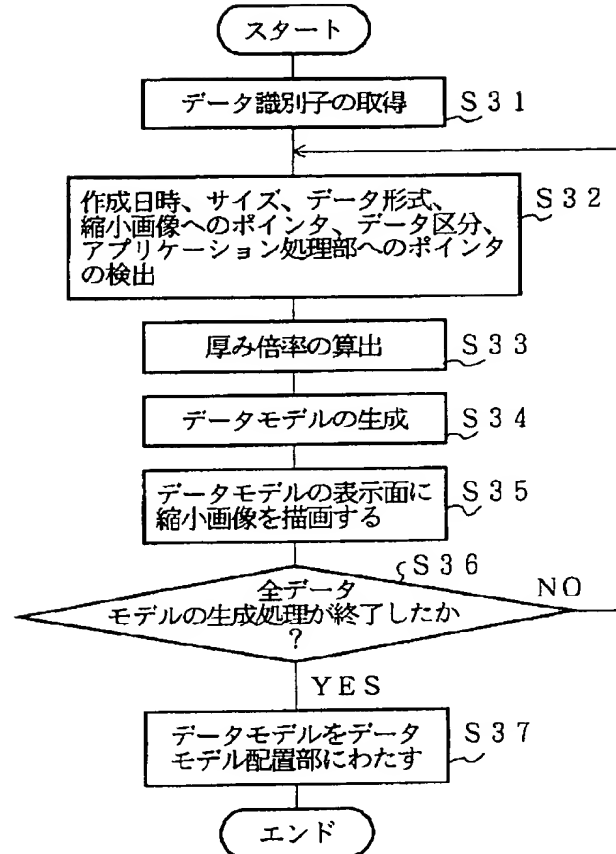 スタート
データ識別子の取得
S31
作成日時、サイズ、データ形式、
縮小画像へのポインタ、データ区分、
アプリケーション処理部へのポインタ
の検出
S32
厚み倍率の算出
S33
データモデルの生成
S34
データモデルの表示面に
縮小画像を描画する
S35
S36
全データ
モデルの生成処理が終了したか
?
NO
YES
データモデルをデータ
モデル配置部にわたす
S37
エンド